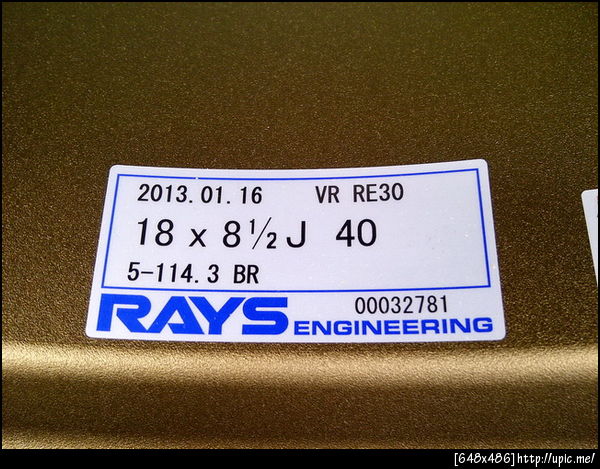 2013.01.16 VR RE30
18 x 8½ J 40
5-114.3 BR
RAYS ENGINEERING 00032781
[648x486]http://upic.me/